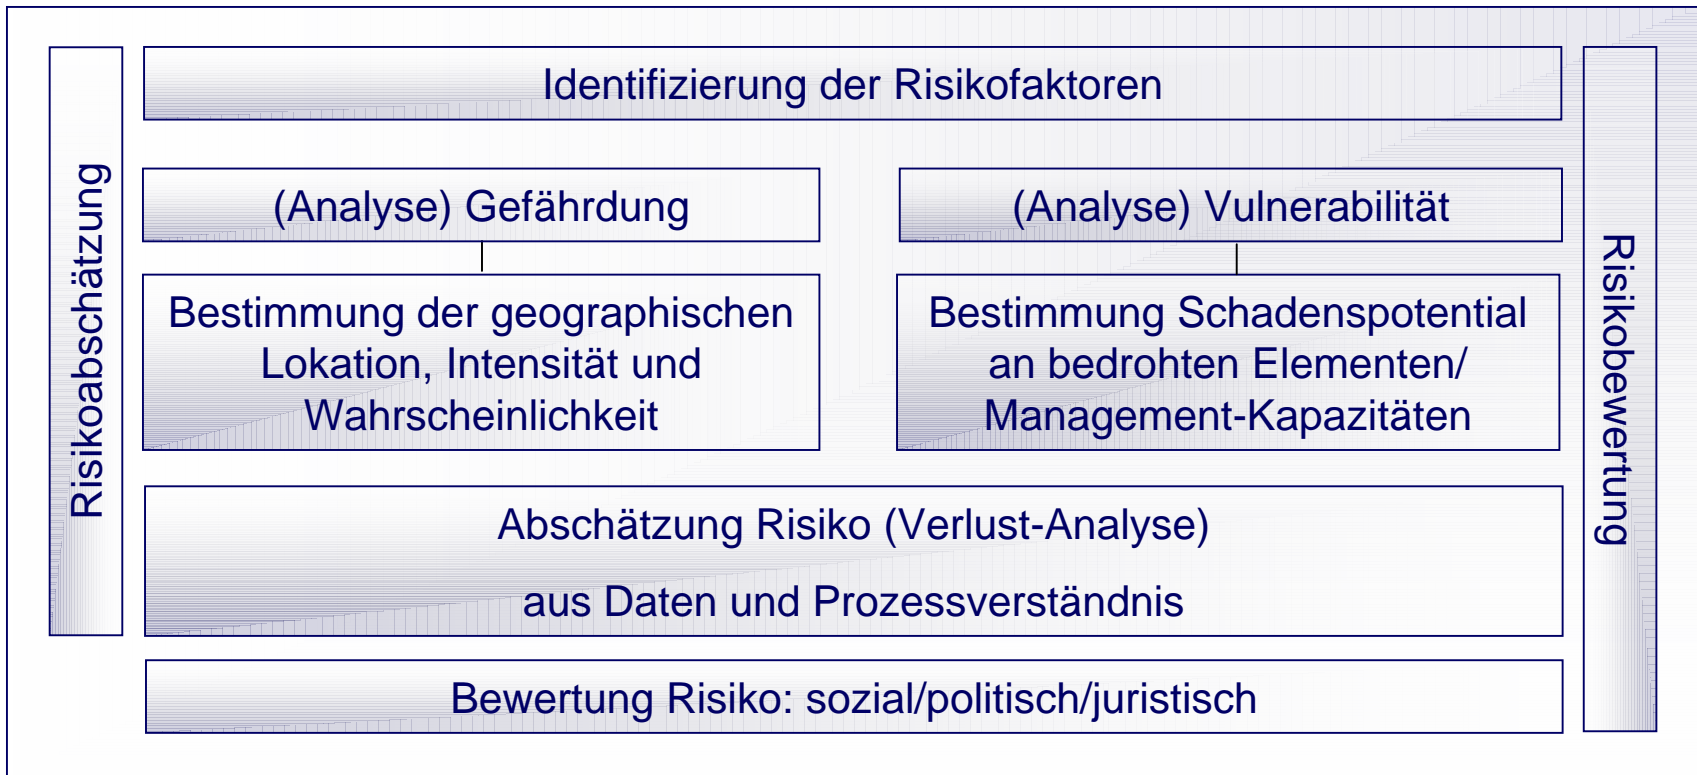 Risikoabschätzung
Identifizierung der Risikofaktoren
(Analyse) Gefährdung
Bestimmung der geographischen
Lokation, Intensität und
Wahrscheinlichkeit
(Analyse) Vulnerabilität
Bestimmung Schadenspotential
an bedrohten Elementen/
Management-Kapazitäten
Abschätzung Risiko (Verlust-Analyse)
aus Daten und Prozessverständnis
Bewertung Risiko: sozial/politisch/juristisch
Risikobewertung